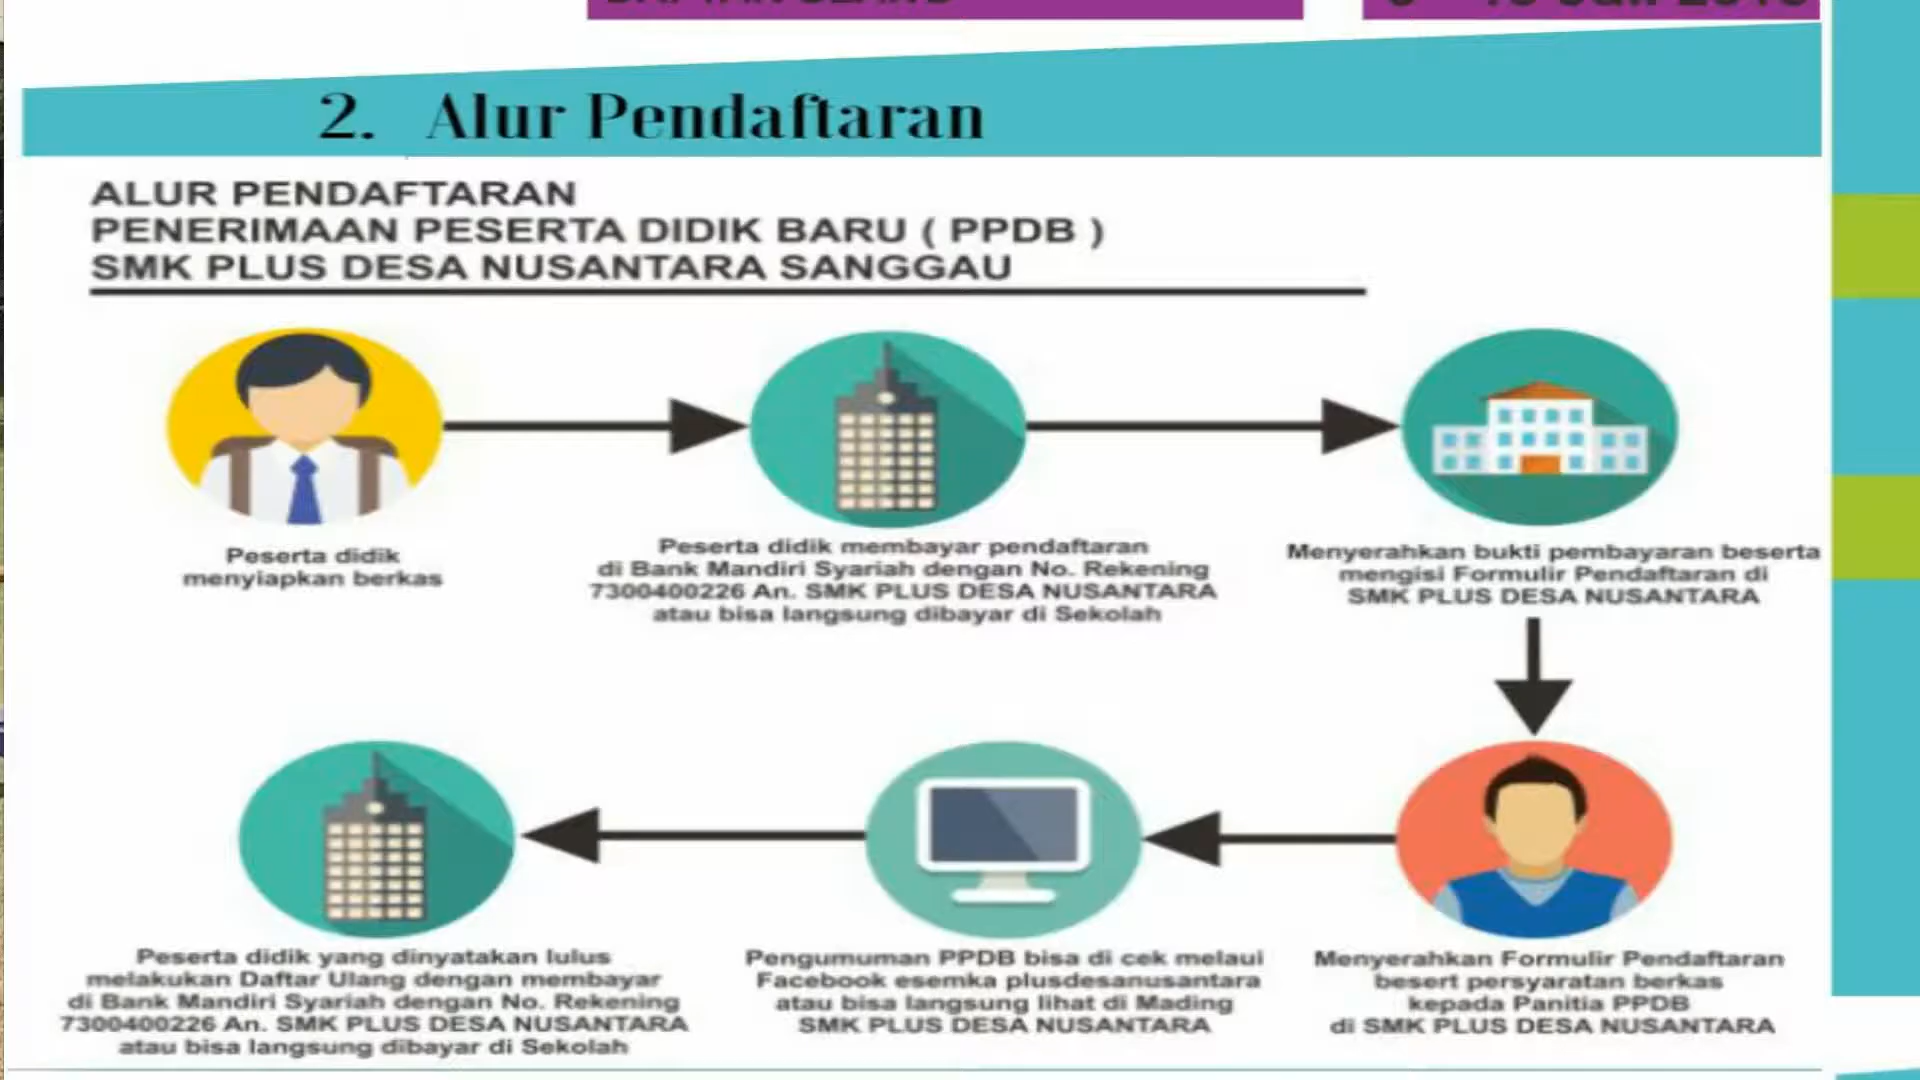 2. Alur Pendaftaran
ALUR PENDAFTARAN
PENERIMAAN PESERTA DIDIK BARU ( PPDB )
SMK PLUS DESA NUSANTARA SANGGAU
Peserta didik
menyiapkan berkas
Peserta didik membayar pendaftaran
di Bank Mandiri Syariah dengan No. Rekening
7300400226 An. SMK PLUS DESA NUSANTARA
atau bisa langsung dibayar di Sekolah
Menyerahkan bukti pembayaran beserta
mengisi Formulir Pendaftaran di
SMK PLUS DESA NUSANTARA
Peserta didik yang dinyatakan lulus
melakukan Daftar Ulang dengan membayar
di Bank Mandiri Syariah dengan No. Rekening
7300400226 An. SMK PLUS DESA NUSANTARA
atau bisa langsung dibayar di Sekolah
Pengumuman PPDB bisa di cek melaui
Facebook esemka plusdesanusantara
atau bisa langsung lihat di Mading
SMK PLUS DESA NUSANTARA
Menyerahkan Formulir Pendaftaran
besert persyaratan berkas
kepada Panitia PPDB
di SMK PLUS DESA NUSANTARA